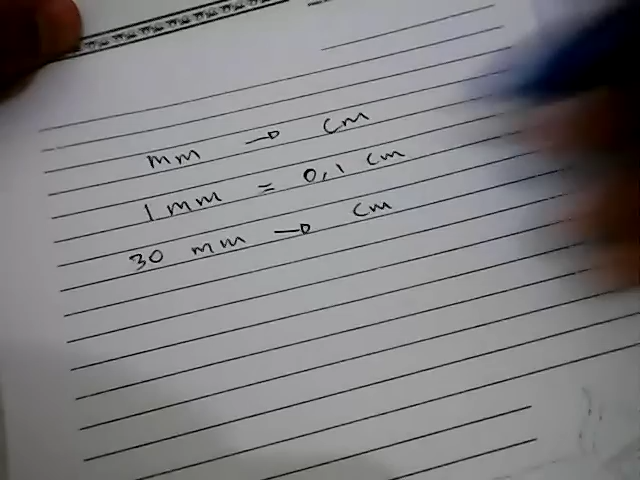 mm → cm
1 mm = 0,1 cm
30 mm → cm